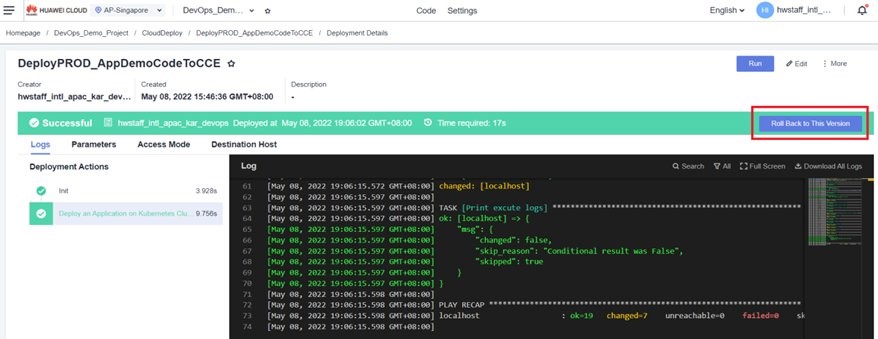 HUAWEI CLOUD AP-Singapore DevOps_Dem... Code Settings English HI hwstaff_intl_...
Homepage / DevOps_Demo_Project / CloudDeploy / DeployPROD_AppDemoCodeToCCE / Deployment Details
DeployPROD_AppDemoCodeToCCE Run Edit More
Creator Created Description
hwstaff_intl_apac_kar_dev... May 08, 2022 15:46:36 GMT+08:00 -
Successful hwstaff_intl_apac_kar_devops Deployed at May 08, 2022 19:06:02 GMT+08:00 Time required: 17s Roll Back to This Version
Logs Parameters Access Mode Destination Host
Deployment Actions Log Search All Full Screen Download All Logs
61 [May 08, 2022 19:06:15.572 GMT+08:00] changed: [localhost]
Init 3.928s
62 [May 08, 2022 19:06:15.597 GMT+08:00]
63 [May 08, 2022 19:06:15.597 GMT+08:00] TASK [Print excute logs] ****************************************************
Deploy an Application on Kubernetes Clu... 9.756s
64 [May 08, 2022 19:06:15.597 GMT+08:00] ok: [localhost] => {
65 [May 08, 2022 19:06:15.597 GMT+08:00] "msg": {
66 [May 08, 2022 19:06:15.597 GMT+08:00] "changed": false,
67 [May 08, 2022 19:06:15.597 GMT+08:00] "skip_reason": "Conditional result was False",
68 [May 08, 2022 19:06:15.597 GMT+08:00] "skipped": true
69 [May 08, 2022 19:06:15.597 GMT+08:00] }
70 [May 08, 2022 19:06:15.597 GMT+08:00] }
71 [May 08, 2022 19:06:15.598 GMT+08:00]
72 [May 08, 2022 19:06:15.598 GMT+08:00] PLAY RECAP ****************************************************************
73 [May 08, 2022 19:06:15.598 GMT+08:00] localhost : ok=19 changed=7 unreachable=0 failed=0 sk
74 [May 08, 2022 19:06:15.598 GMT+08:00]